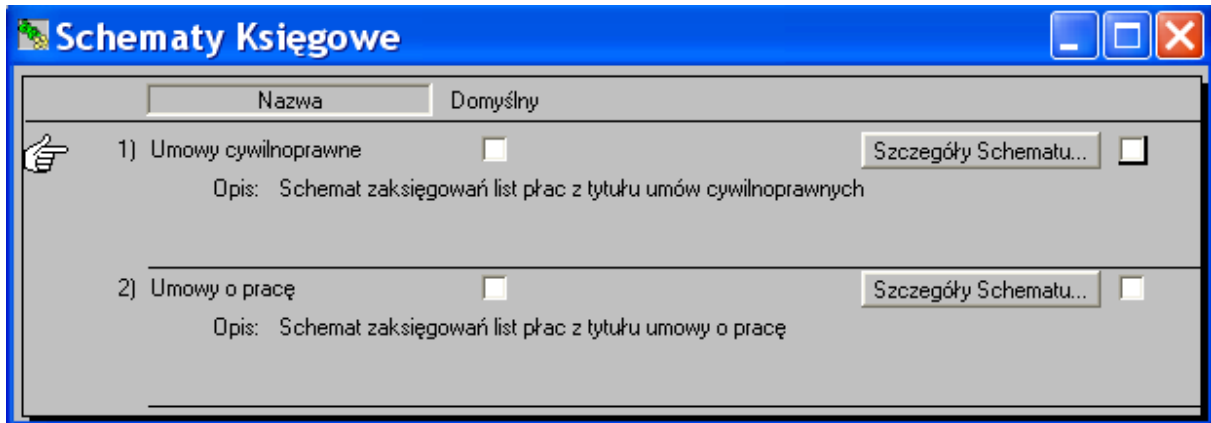 Schematy Księgowe
Nazwa Domyślny
1) Umowy cywilnoprawne Szczegóły Schematu...
Opis: Schemat zaksięgowań list płac z tytułu umów cywilnoprawnych
2) Umowy o pracę Szczegóły Schematu...
Opis: Schemat zaksięgowań list płac z tytułu umowy o pracę